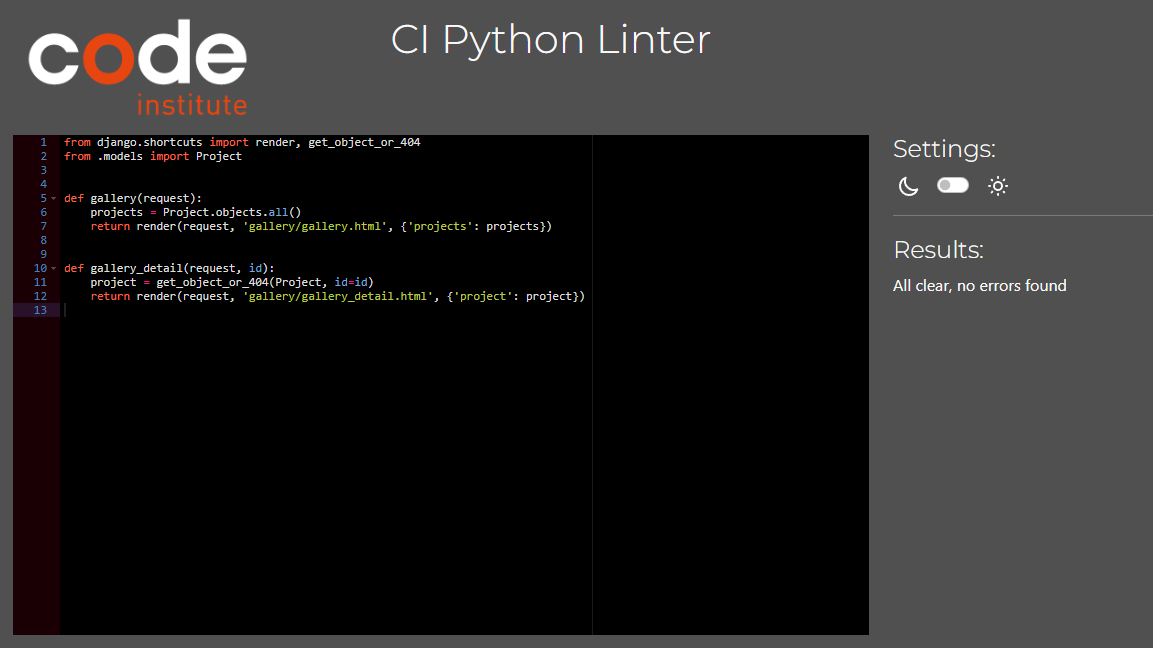 code
institute
CI Python Linter
1 from django.shortcuts import render, get_object_or_404
2 from .models import Project
3
4
5 def gallery(request):
6     projects = Project.objects.all()
7     return render(request, 'gallery/gallery.html', {'projects': projects})
8
9
10 def gallery_detail(request, id):
11     project = get_object_or_404(Project, id=id)
12     return render(request, 'gallery/gallery_detail.html', {'project': project})
13
Settings:
Results:
All clear, no errors found